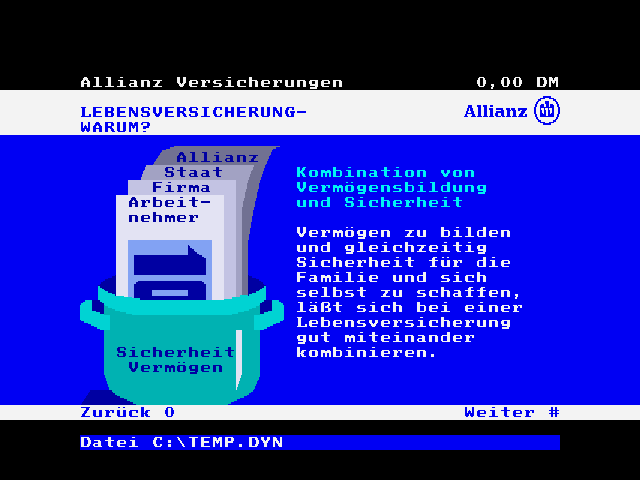 Allianz Versicherungen 0,00 DM
LEBENSVERSICHERUNG-
WARUM?
Allianz
Allianz
Staat
Firma
Arbeit-
nehmer
Sicherheit
Vermögen
Kombination von
Vermögensbildung
und Sicherheit
Vermögen zu bilden
und gleichzeitig
Sicherheit für die
Familie und sich
selbst zu schaffen,
läßt sich bei einer
Lebensversicherung
gut miteinander
kombinieren.
Zurück 0 Weiter #
Datei C:\TEMP.DYN